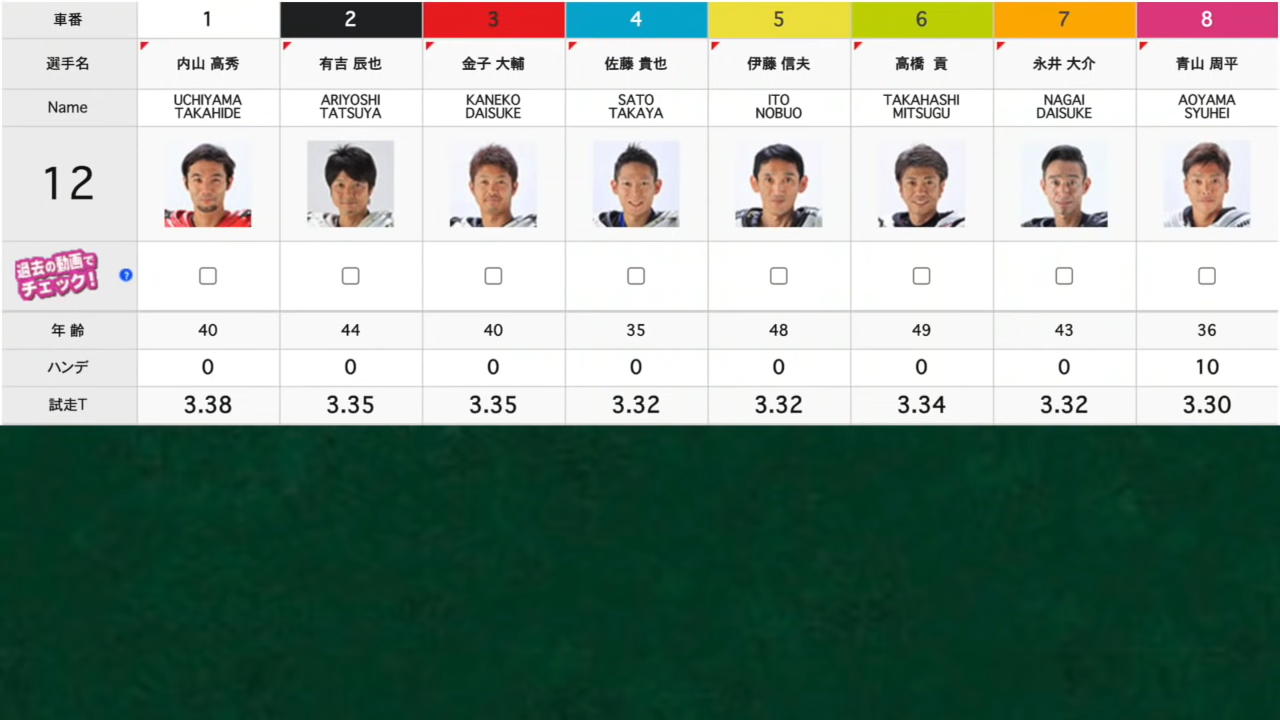 車番 1 2 3 4 5 6 7 8
選手名 内山 高秀 有吉 辰也 金子 大輔 佐藤 貴也 伊藤 信夫 高橋 貢 永井 大介 青山 周平
Name UCHIYAMA TAKAHIDE ARIYOSHI TATSUYA KANEKO DAISUKE SATO TAKAYA ITO NOBUO TAKAHASHI MITSUGU NAGAI DAISUKE AOYAMA SYUHEI
12
過去の動画で
チェック! ?
年 齢 40 44 40 35 48 49 43 36
ハンデ 0 0 0 0 0 0 0 10
試走T 3.38 3.35 3.35 3.32 3.32 3.34 3.32 3.30